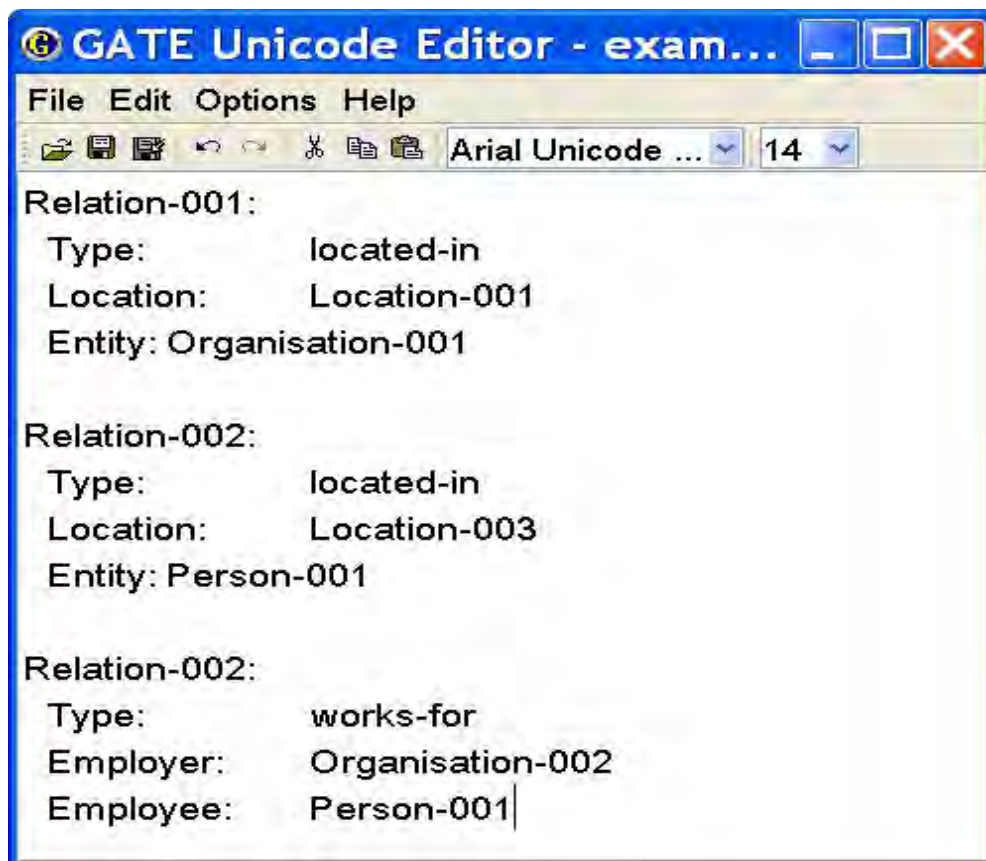 GATE Unicode Editor - exam...
File Edit Options Help
Arial Unicode ... 14
Relation-001:
Type: located-in
Location: Location-001
Entity: Organisation-001
Relation-002:
Type: located-in
Location: Location-003
Entity: Person-001
Relation-002:
Type: works-for
Employer: Organisation-002
Employee: Person-001